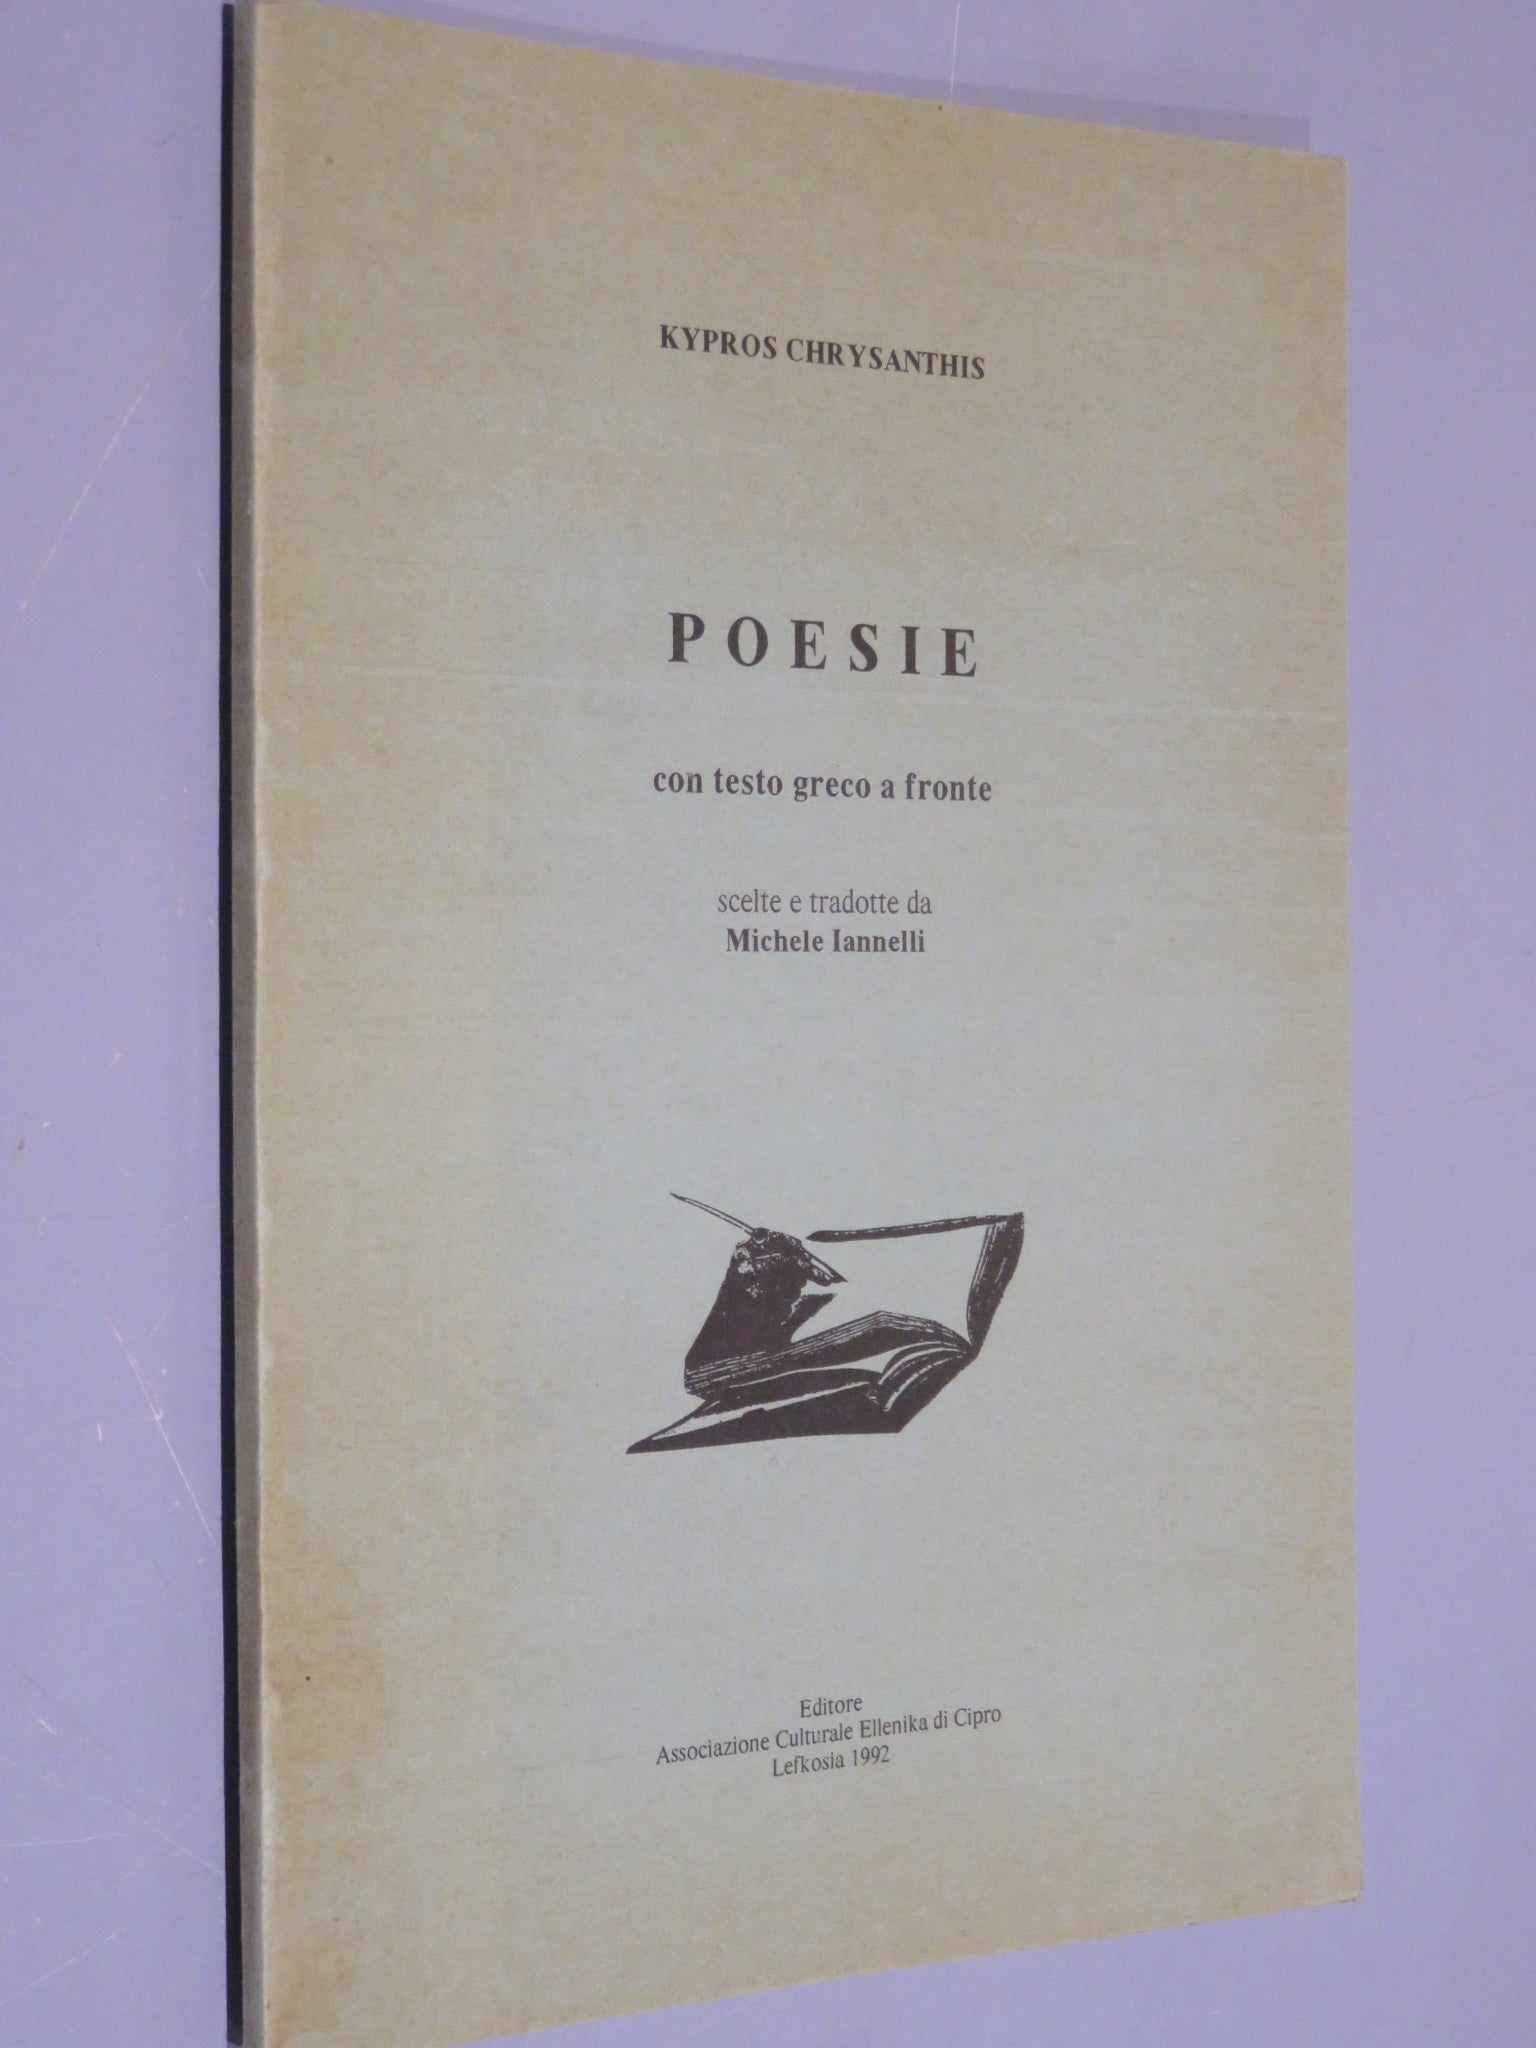 KYPROS CHRYSANTHIS
POESIE
con testo greco a fronte
scelte e tradotte da
Michele Iannelli
Editore
Associazione Culturale Ellenika di Cipro
Lefkosia 1992